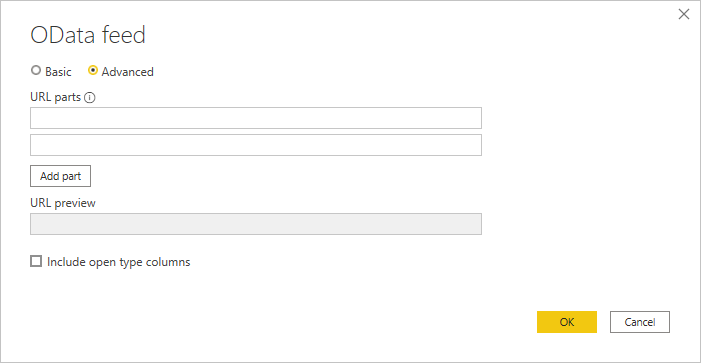 OData feed
Basic Advanced
URL parts
Add part
URL preview
Include open type columns
OK Cancel